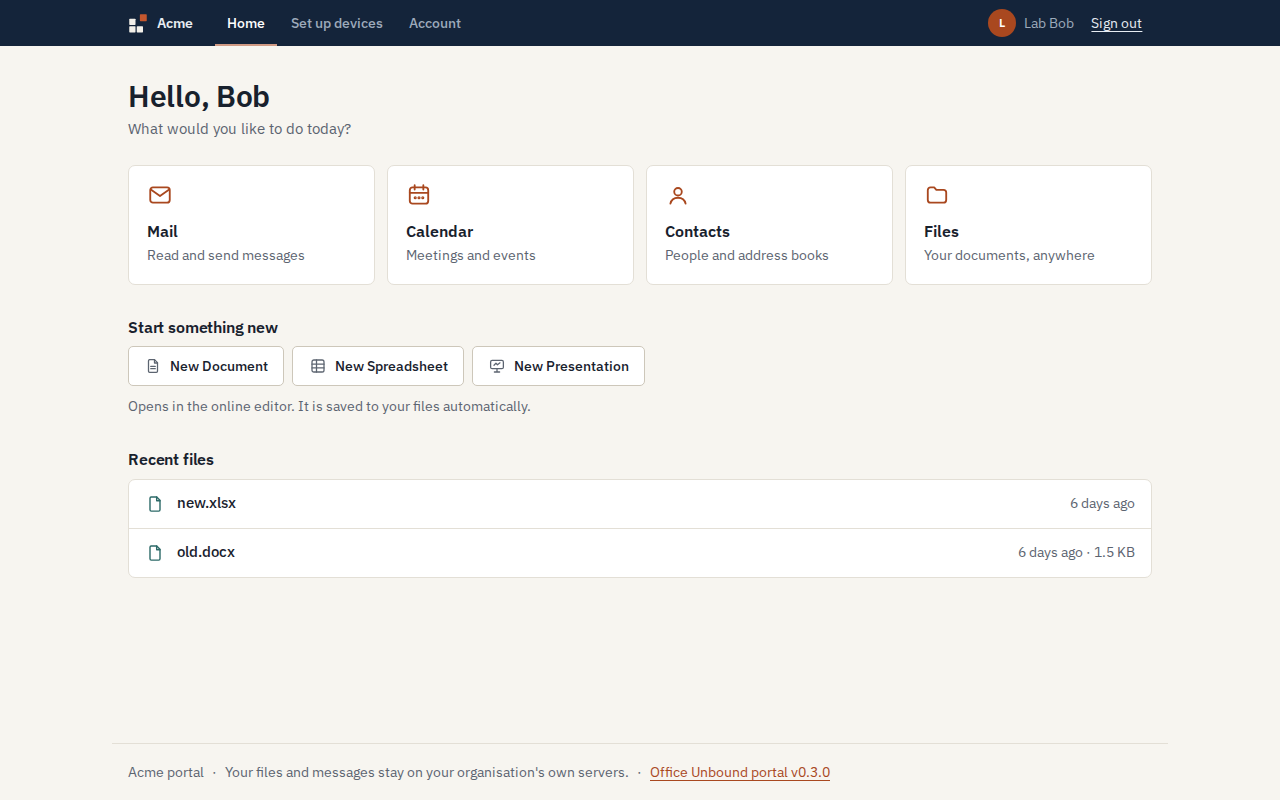 Acme Home Set up devices Account L Lab Bob Sign out
Hello, Bob
What would you like to do today?
Mail
Read and send messages
Calendar
Meetings and events
Contacts
People and address books
Files
Your documents, anywhere
Start something new
New Document New Spreadsheet New Presentation
Opens in the online editor. It is saved to your files automatically.
Recent files
new.xlsx 6 days ago
old.docx 6 days ago · 1.5 KB
Acme portal · Your files and messages stay on your organisation's own servers. · Office Unbound portal v0.3.0